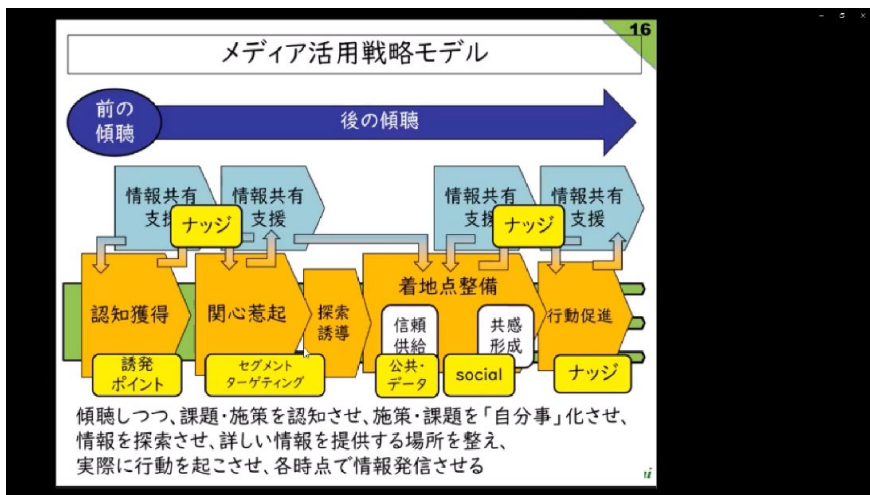 16
メディア活用戦略モデル
前の
傾聴
後の傾聴
情報共有
支援
情報共有
支援
ナッジ
情報共有
支援
情報共有
支援
ナッジ
認知獲得
関心惹起
探索
誘導
着地点整備
信頼
供給
共感
形成
行動促進
誘発
ポイント
セグメント
ターゲティング
公共・
データ
social
ナッジ
傾聴しつつ、課題・施策を認知させ、施策・課題を「自分事」化させ、
情報を探索させ、詳しい情報を提供する場所を整え、
実際に行動を起こさせ、各時点で情報発信させる